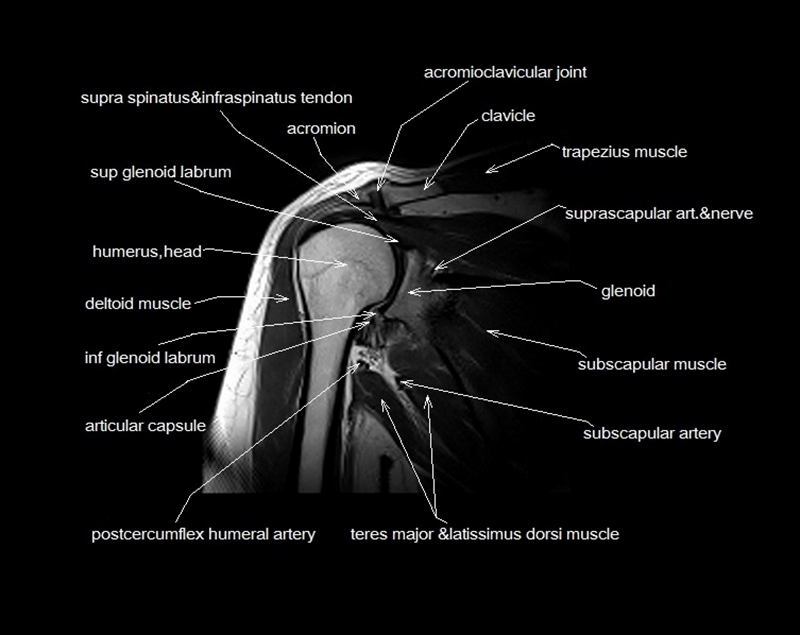 acromioclavicular joint
supra spinatus&infraspinatus tendon
clavicle
acromion
trapezius muscle
sup glenoid labrum
suprascapular art.&nerve
humerus,head
glenoid
deltoid muscle
inf glenoid labrum
subscapular muscle
articular capsule
subscapular artery
postcercumflex humeral artery
teres major &latissimus dorsi muscle